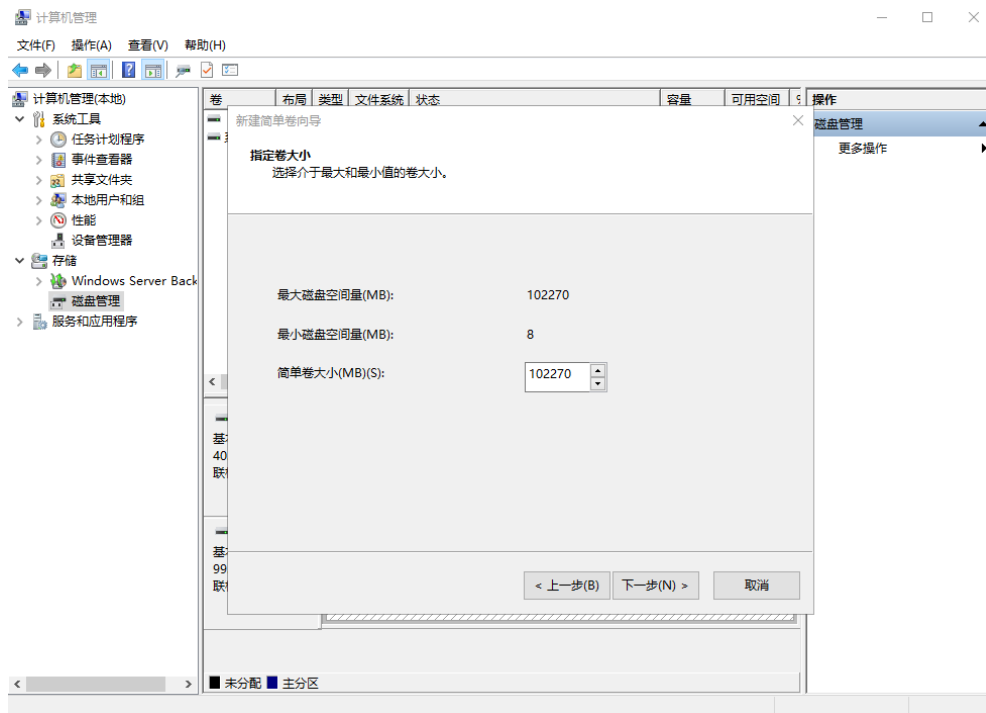 计算机管理
文件(F) 操作(A) 查看(V) 帮助(H)
计算机管理(本地)
系统工具
任务计划程序
事件查看器
共享文件夹
本地用户和组
性能
设备管理器
存储
Windows Server Back
磁盘管理
服务和应用程序
卷 布局 类型 文件系统 状态 容量 可用空间
新建简单卷向导
指定卷大小
选择介于最大和最小值的卷大小。
最大磁盘空间量(MB): 102270
最小磁盘空间量(MB): 8
简单卷大小(MB)(S): 102270
< 上一步(B) 下一步(N) > 取消
基
40
联
基
99
联
未分配 主分区
操作
磁盘管理
更多操作